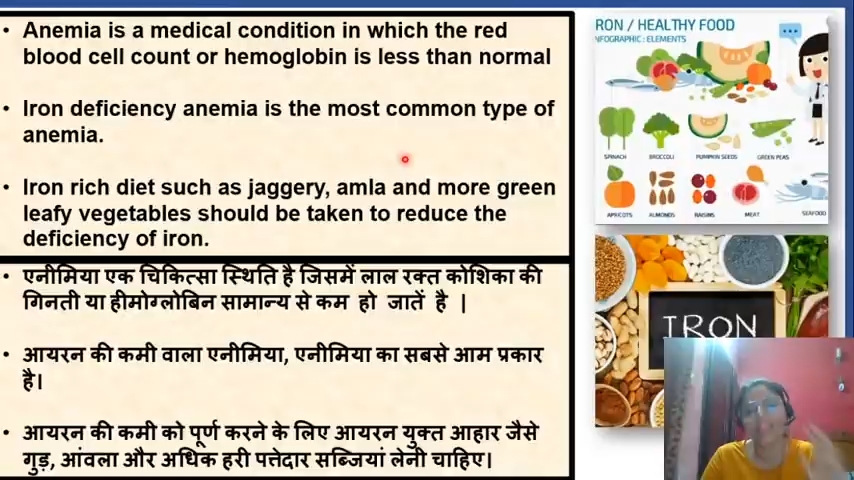 • Anemia is a medical condition in which the red
blood cell count or hemoglobin is less than normal
• Iron deficiency anemia is the most common type of
anemia.
• Iron rich diet such as jaggery, amla and more green
leafy vegetables should be taken to reduce the
deficiency of iron.
• एनीमिया एक चिकित्सा स्थिति है जिसमें लाल रक्त कोशिका की
गिनती या हीमोग्लोबिन सामान्य से कम हो जातें है |
• आयरन की कमी वाला एनीमिया, एनीमिया का सबसे आम प्रकार
है।
• आयरन की कमी को पूर्ण करने के लिए आयरन युक्त आहार जैसे
गुड़, आंवला और अधिक हरी पत्तेदार सब्जियां लेनी चाहिए।
RON / HEALTHY FOOD
NFOGRAPHIC : ELEMENTS
SPINACH BROCCOLI PUMPKIN SEEDS GREEN PEAS
APRICOTS ALMONDS RAISINS MEAT SEAFOOD
IRON